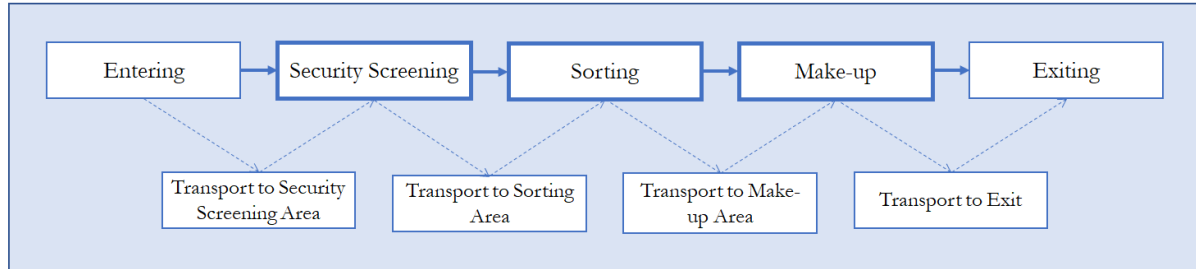 Entering
Security Screening
Sorting
Make-up
Exiting
Transport to Security
Screening Area
Transport to Sorting
Area
Transport to Make-
up Area
Transport to Exit